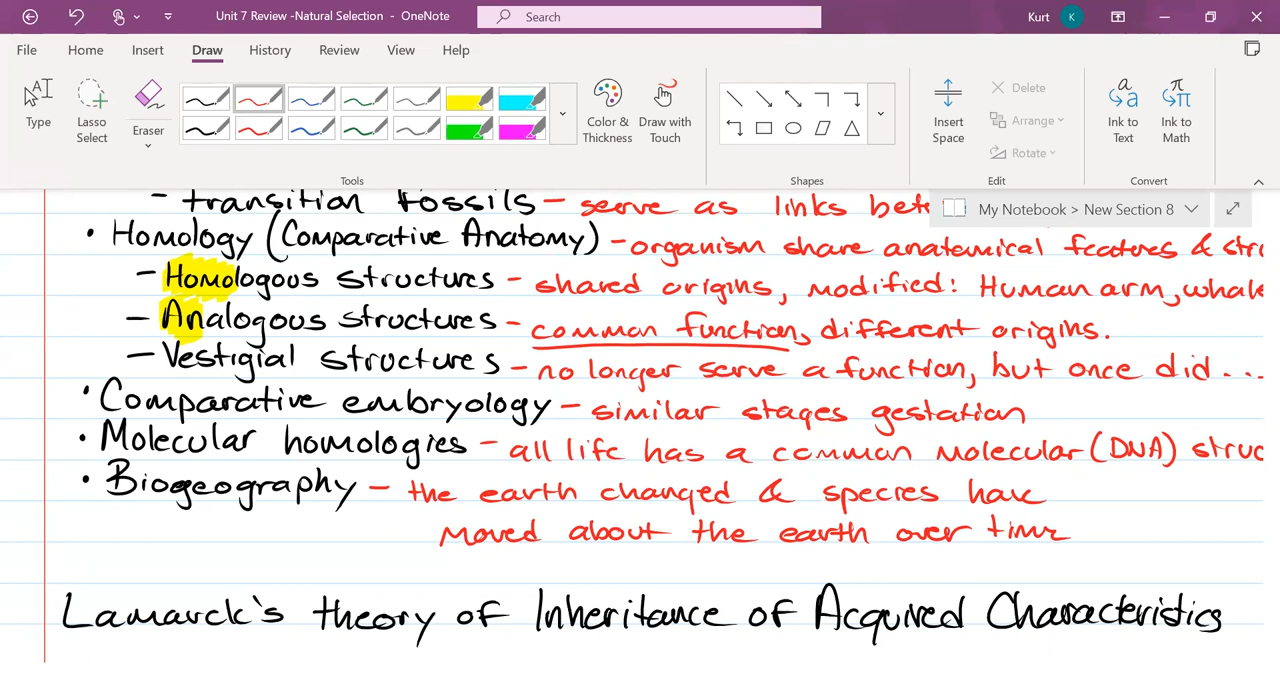 Unit 7 Review -Natural Selection - OneNote
Search
Kurt
K
File Home Insert Draw History Review View Help
Type
Lasso Select
Eraser
Color & Thickness
Draw with Touch
Insert Space
Delete
Arrange
Rotate
Ink to Text
Ink to Math
Tools
Shapes
Edit
Convert
My Notebook > New Section 8
- transition fossils - serve as links
• Homology (Comparative Anatomy) - organism share anatomical features &
- Homologous structures - shared origins, modified: Human arm, whale
- Analogous structures - common function, different origins.
- Vestigial structures - no longer serve a function, but once did ...
• Comparative embryology - similar stages gestation
• Molecular homologies - all life has a common molecular (DNA)
• Biogeography - the earth changed & species have
moved about the earth over time
Lamarck's theory of Inheritance of Acquired Characteristics